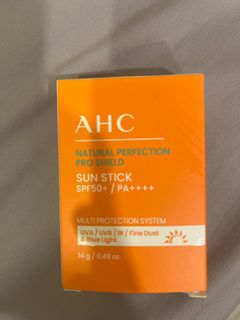 AHC
NATURAL PERFECTION
PRO SHIELD
SUN STICK
SPF50+ / PA++++
MULTI PROTECTION SYSTEM
UVA / UVB / IR / Fine Dust
& Blue Light
14 g / 0.49 oz.